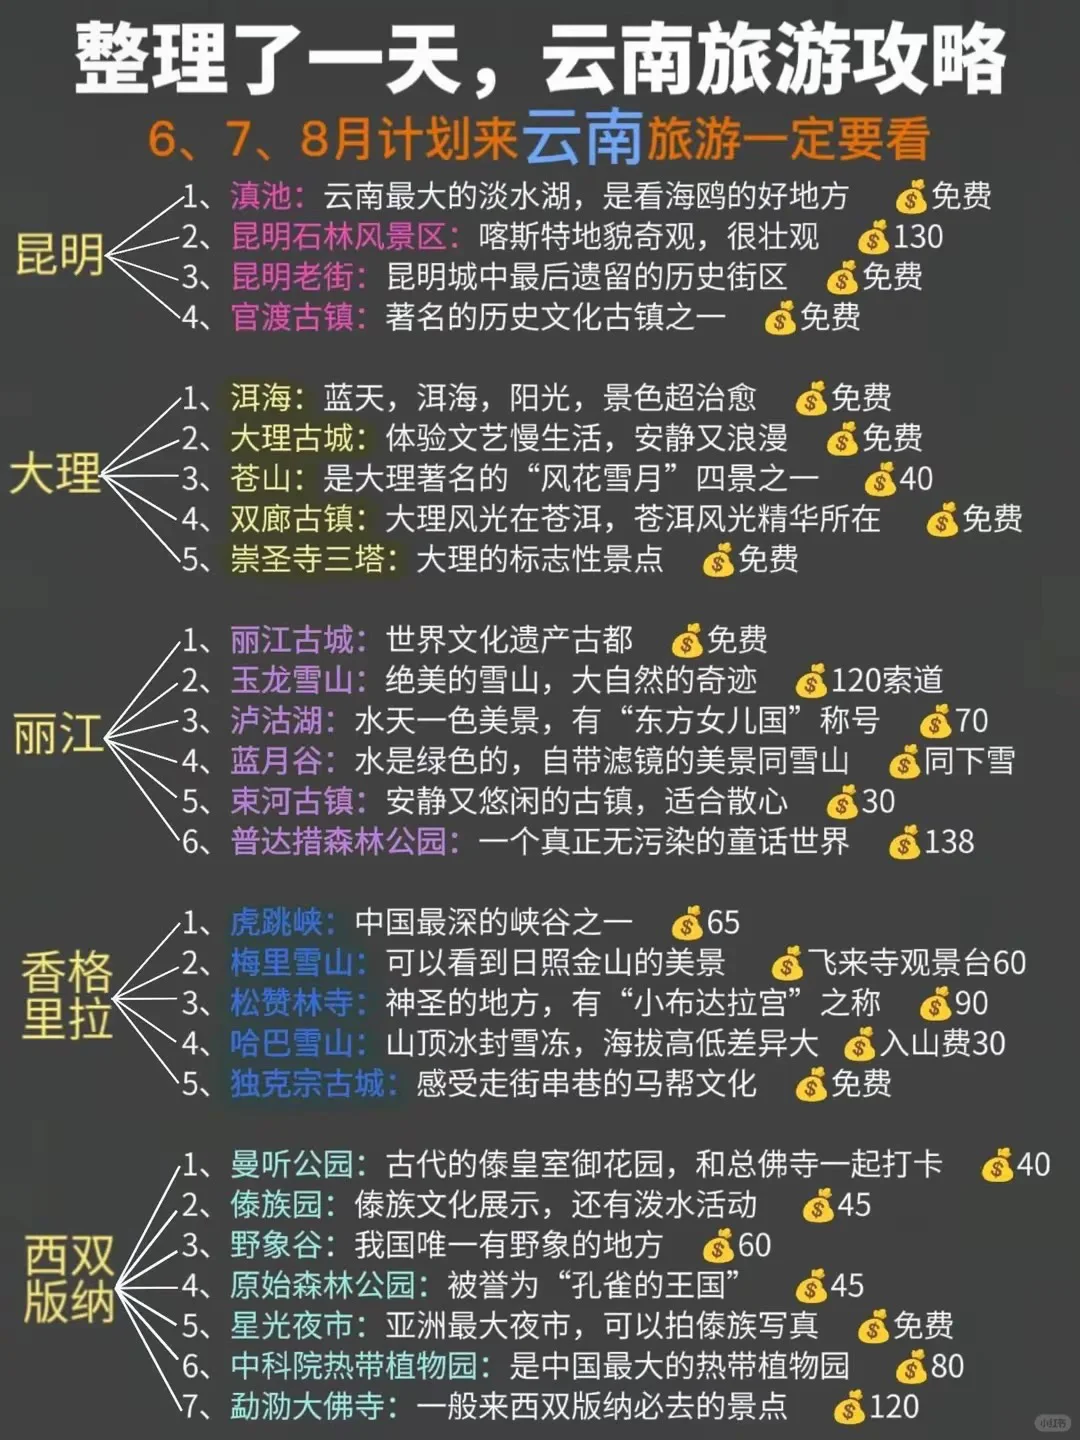 整理了一天，云南旅游攻略
6、7、8月计划来云南旅游一定要看
昆明
1、滇池：云南最大的淡水湖，是看海鸥的好地方 💰免费
2、昆明石林风景区：喀斯特地貌奇观，很壮观 💰130
3、昆明老街：昆明城中最后遗留的历史街区 💰免费
4、官渡古镇：著名的历史文化古镇之一 💰免费
大理
1、洱海：蓝天，洱海，阳光，景色超治愈 💰免费
2、大理古城：体验文艺慢生活，安静又浪漫 💰免费
3、苍山：是大理著名的“风花雪月”四景之一 💰40
4、双廊古镇：大理风光在苍洱，苍洱风光精华所在 💰免费
5、崇圣寺三塔：大理的标志性景点 💰免费
丽江
1、丽江古城：世界文化遗产古都 💰免费
2、玉龙雪山：绝美的雪山，大自然的奇迹 💰120索道
3、泸沽湖：水天一色美景，有“东方女儿国”称号 💰70
4、蓝月谷：水是绿色的，自带滤镜的美景同雪山 💰同下雪
5、束河古镇：安静又悠闲的古镇，适合散心 💰30
6、普达措森林公园：一个真正无污染的童话世界 💰138
香格
里拉
1、虎跳峡：中国最深的峡谷之一 💰65
2、梅里雪山：可以看到日照金山的美景 💰飞来寺观景台60
3、松赞林寺：神圣的地方，有“小布达拉宫”之称 💰90
4、哈巴雪山：山顶冰封雪冻，海拔高低差异大 💰入山费30
5、独克宗古城：感受走街串巷的马帮文化 💰免费
西双
版纳
1、曼听公园：古代的傣皇室御花园，和总佛寺一起打卡 💰40
2、傣族园：傣族文化展示，还有泼水活动 💰45
3、野象谷：我国唯一有野象的地方 💰60
4、原始森林公园：被誉为“孔雀的王国” 💰45
5、星光夜市：亚洲最大夜市，可以拍傣族写真 💰免费
6、中科院热带植物园：是中国最大的热带植物园 💰80
7、勐泐大佛寺：一般来西双版纳必去的景点 💰120